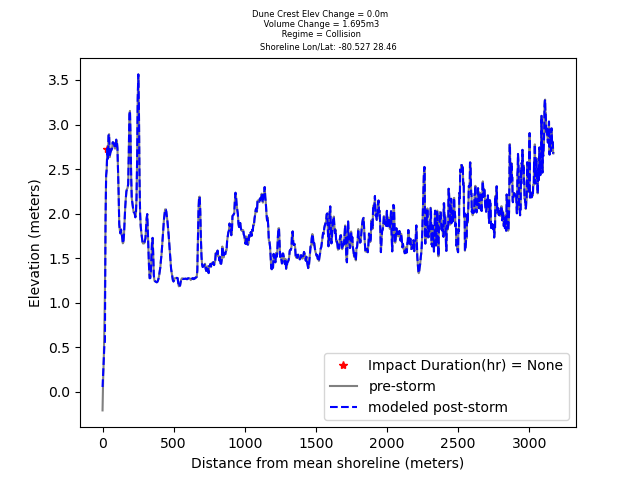 Dune Crest Elev Change = 0.0m
Volume Change = 1.695m3
Regime = Collision
Shoreline Lon/Lat: -80.527 28.46
3.5
3.0
2.5
2.0
1.5
1.0
0.5
0.0
Elevation (meters)
Impact Duration(hr) = None
pre-storm
modeled post-storm
0 500 1000 1500 2000 2500 3000
Distance from mean shoreline (meters)